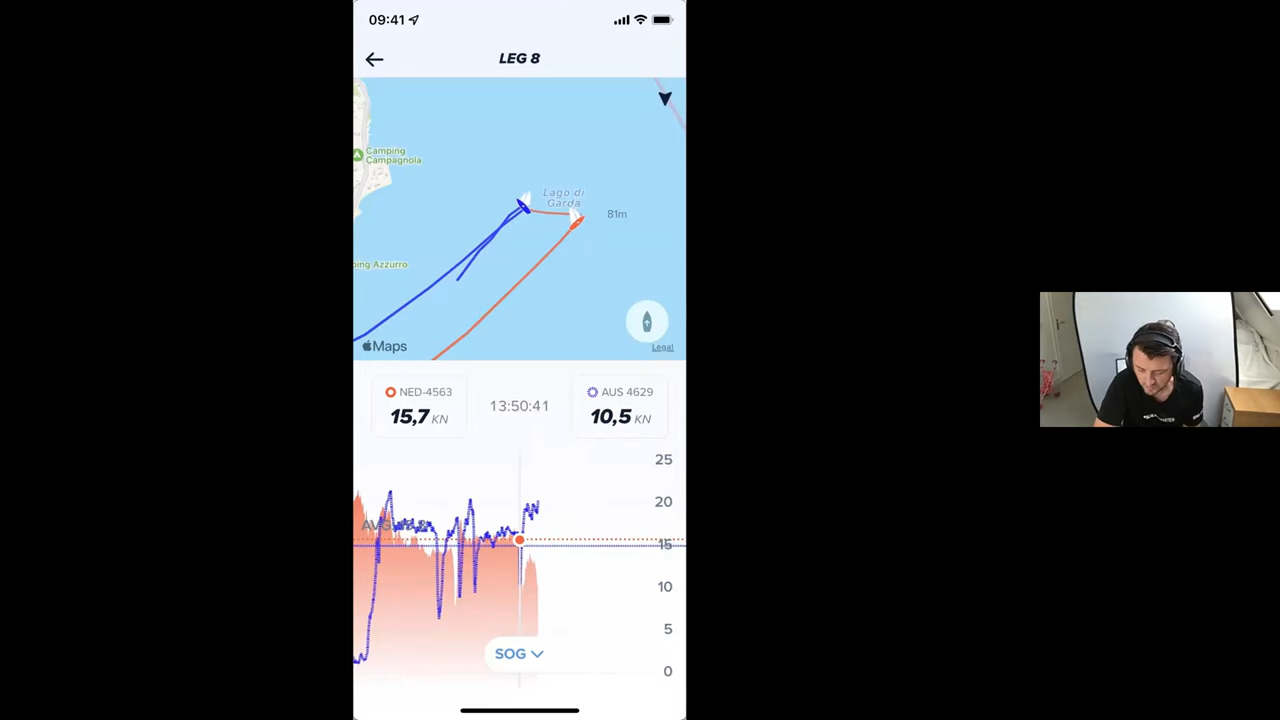 09:41
LEG 8
Camping
Campagnola
Lago di
Garda
81m
ping Azzurro
Maps
Legal
NED-4563
15,7 KN
13:50:41
AUS 4629
10,5 KN
25
20
AVG
15
10
5
SOG
0